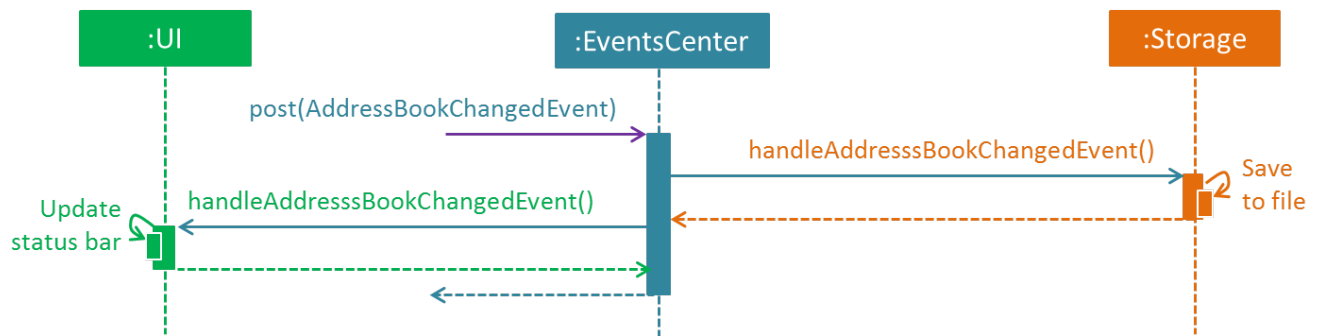 :UI
:EventsCenter
:Storage
post(AddressBookChangedEvent)
handleAddresssBookChangedEvent()
Save
to file
handleAddresssBookChangedEvent()
Update
status bar